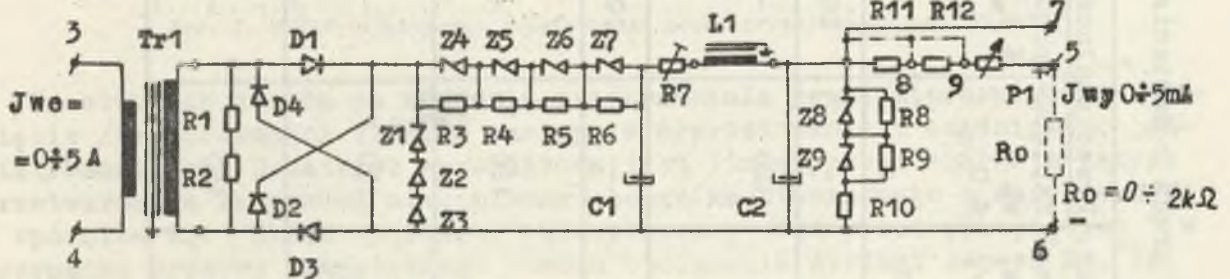 R11 R12 7
3 Tr1 D1 Z4 Z5 Z6 Z7 L1 5
+
8 9
Jwe= D4 R7 P1 Jwy 0÷5mA
R1 Z1 R3 R4 R5 R6 Z8 R8
=0÷5A R9
R2 Z2 Z9 Ro
D2 C1 C2 Ro = 0 ÷ 2kΩ
Z3 R10
4 D3 6 -